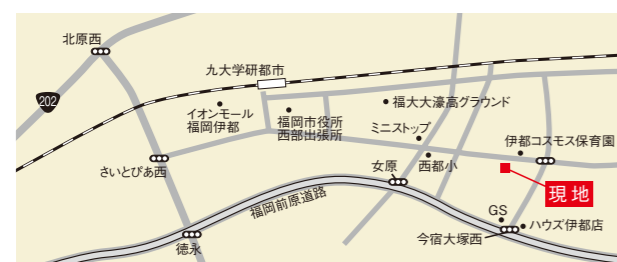 北原西
九大学研都市
202
イオンモール
福岡伊都
福岡市役所
西部出張所
福大大濠高グラウンド
ミニストップ
伊都コスモス保育園
さいとぴあ西
女原
西都小
現地
福岡前原道路
GS
ハウズ伊都店
今宿大塚西
徳永